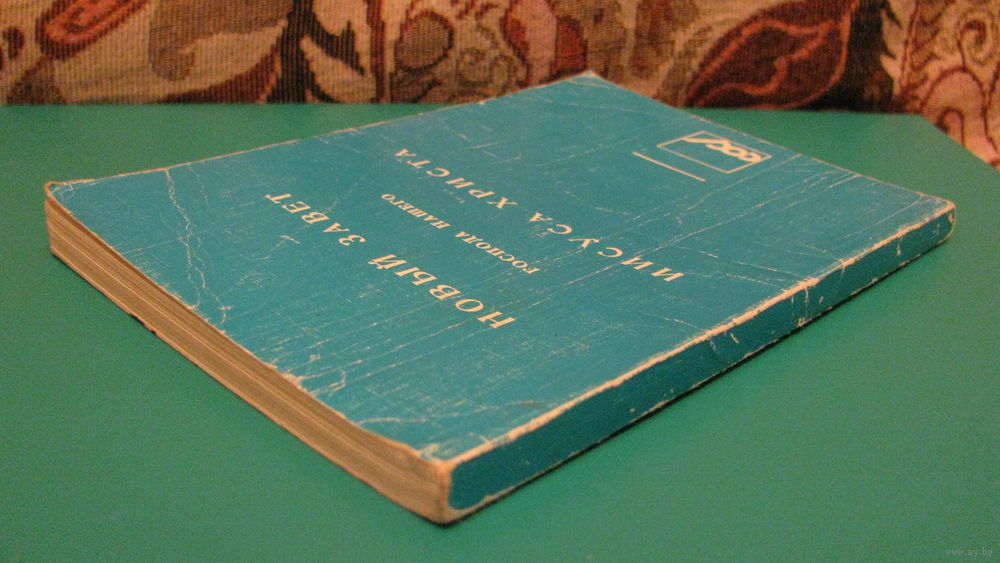 НОВЫЙ ЗАВЕТ
ГОСПОДА НАШЕГО
ИИСУСА ХРИСТА
www.ay.by